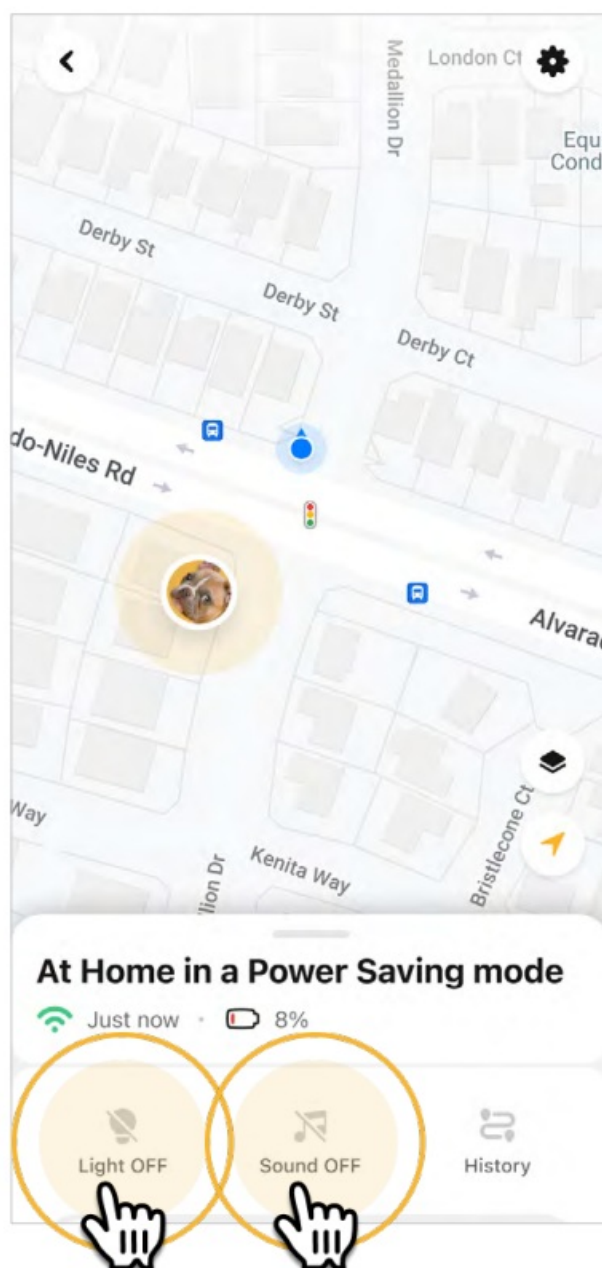 Medallion Dr
London Ct
Equ
Cond
Derby St
Derby St
Derby Ct
do-Niles Rd
Alvara
Way
llion Dr
Kenita Way
Bristlecone Ct
At Home in a Power Saving mode
Just now · 8%
Light OFF
Sound OFF
History